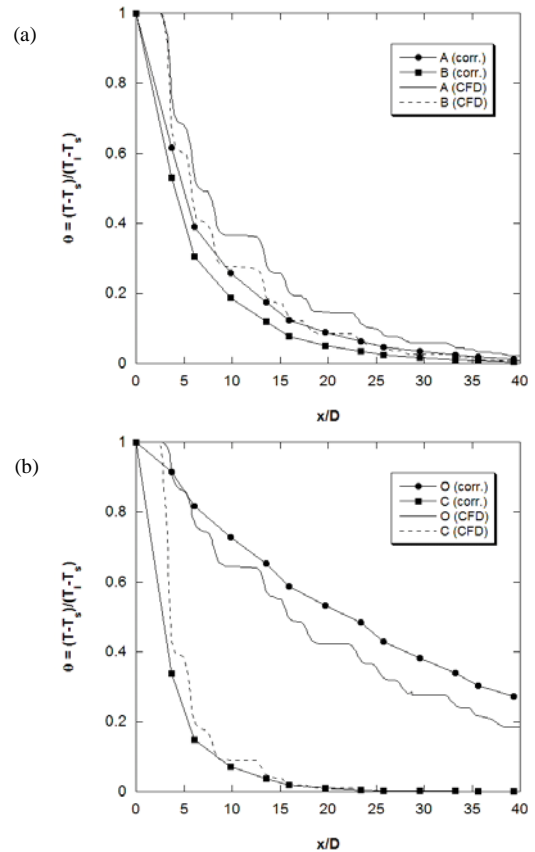 (a)
1
0.8
0.6
0.4
0.2
0
θ = (T-Tₛ)/(Tᵢ-Tₛ)
A (corr.)
B (corr.)
A (CFD)
B (CFD)
0 5 10 15 20 25 30 35 40
x/D
(b)
1
0.8
0.6
0.4
0.2
0
θ = (T-Tₛ)/(Tᵢ-Tₛ)
O (corr.)
C (corr.)
O (CFD)
C (CFD)
0 5 10 15 20 25 30 35 40
x/D